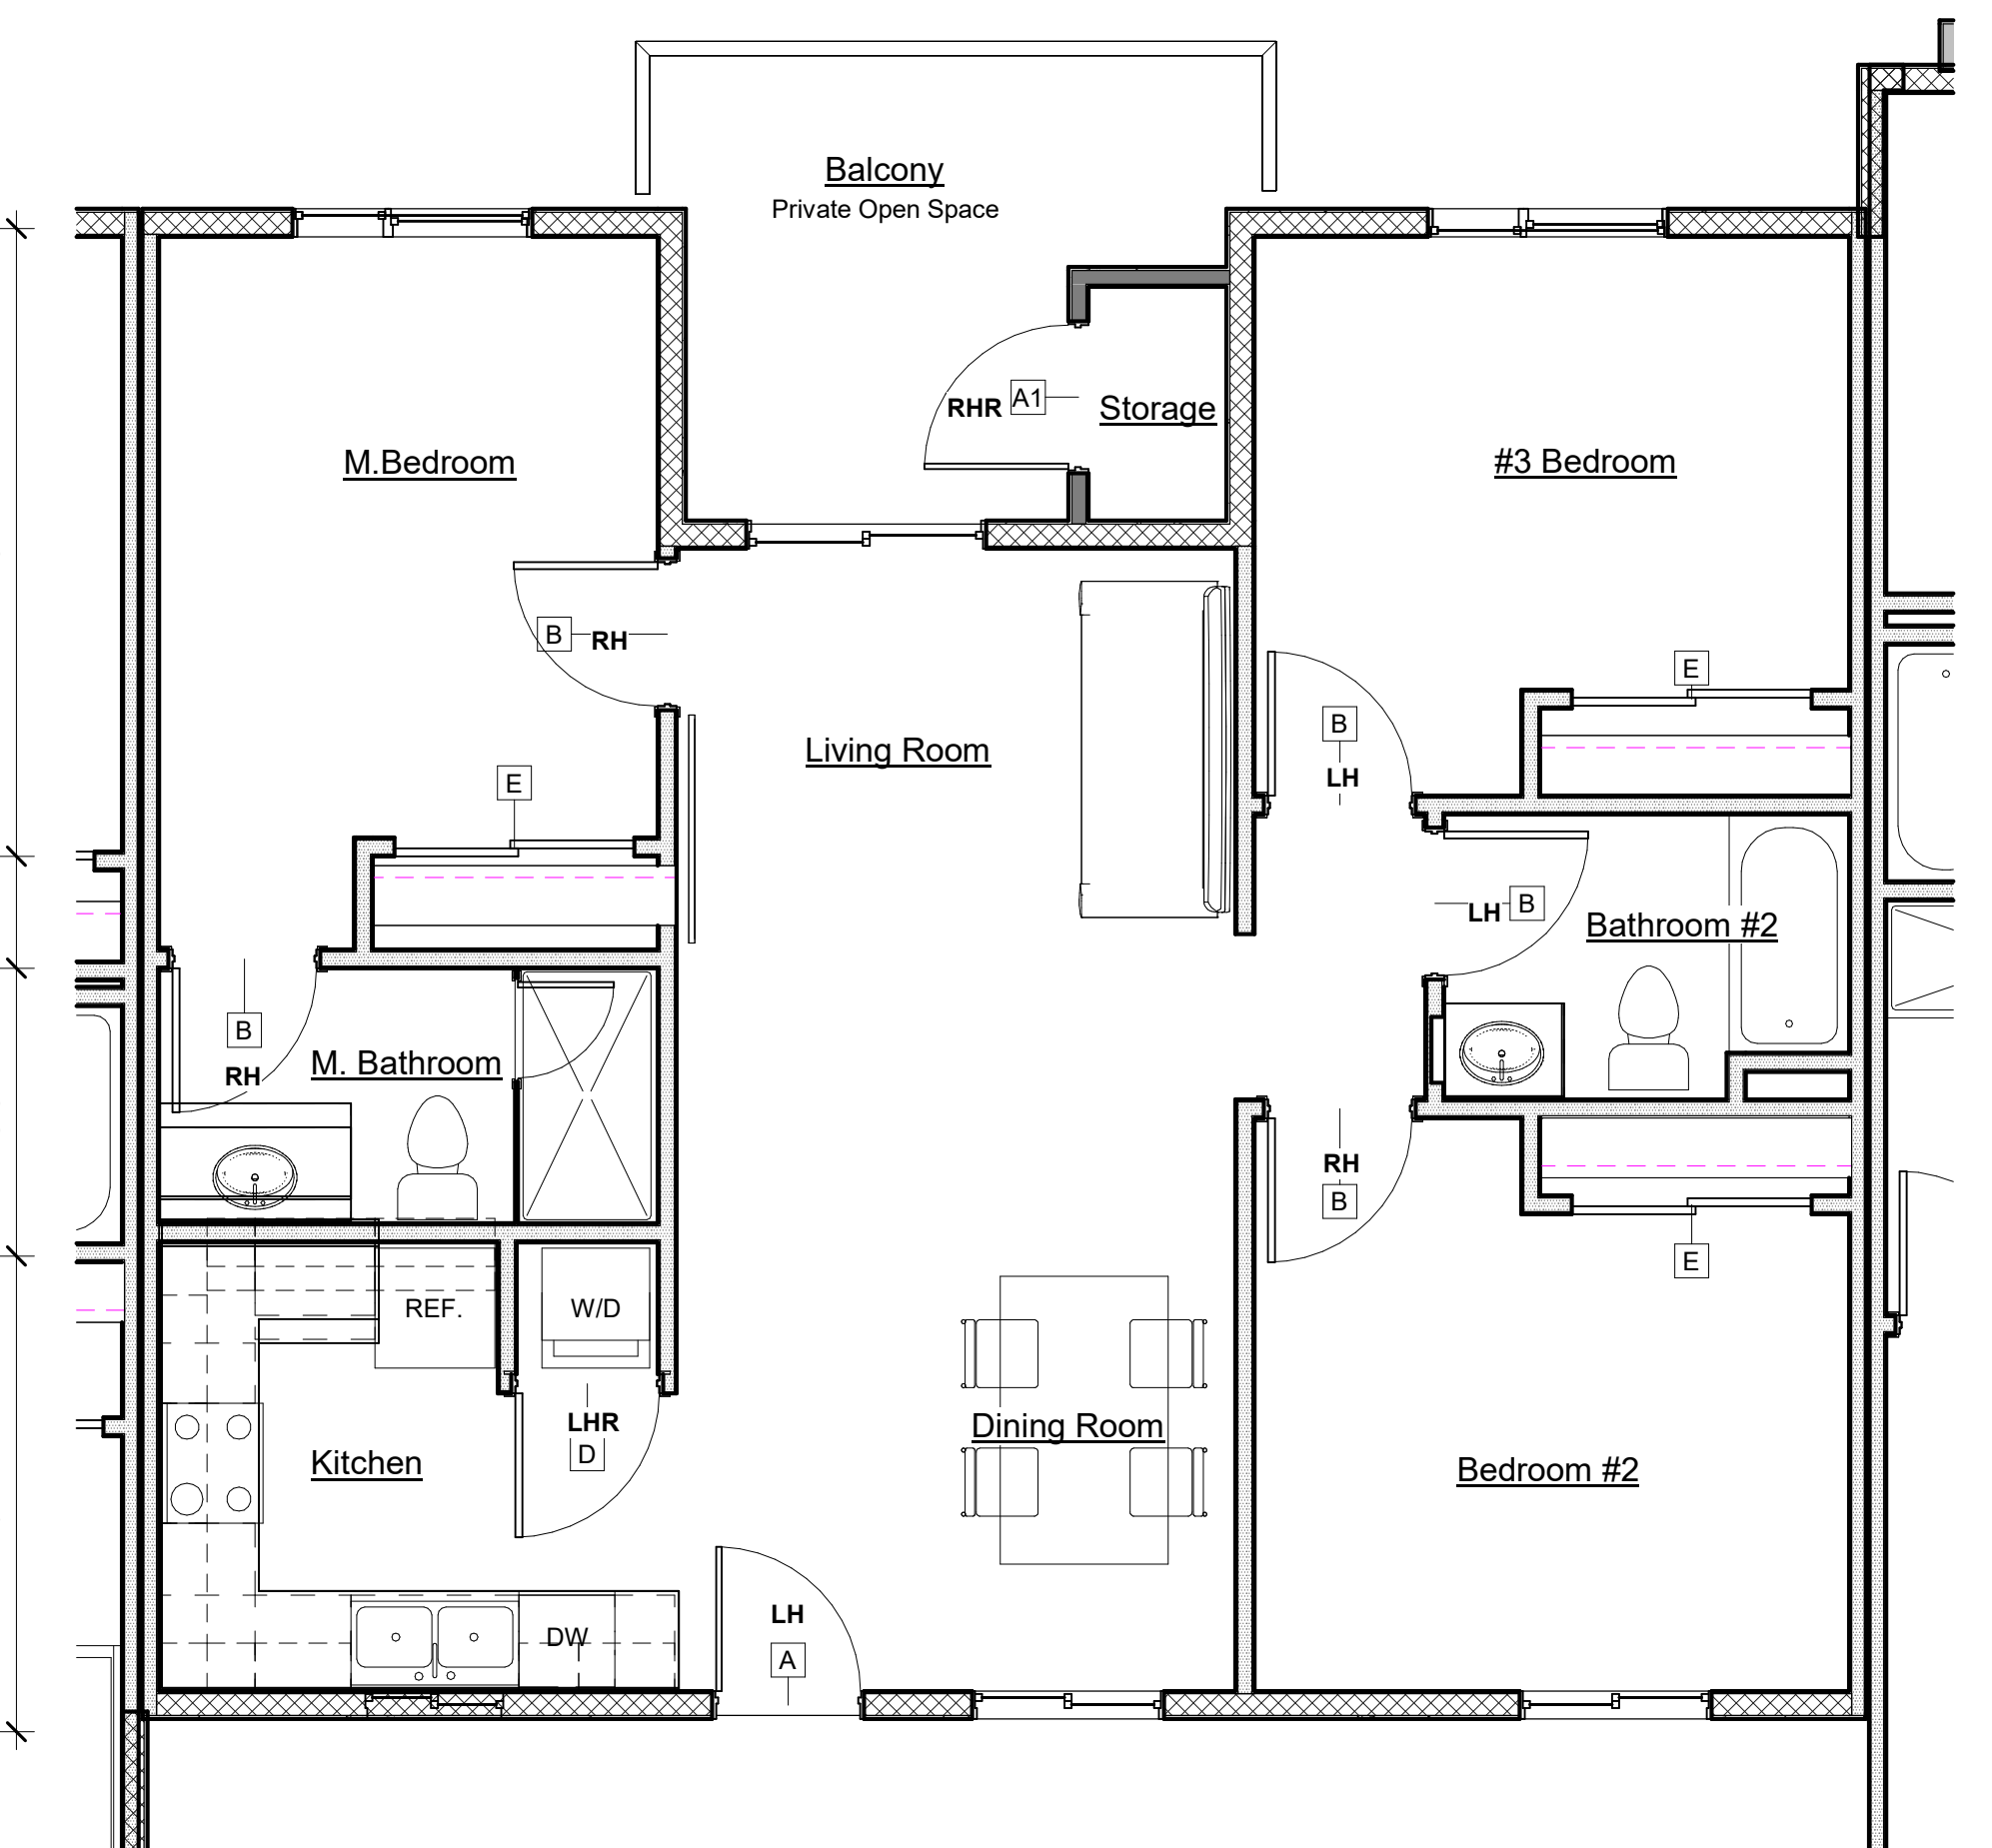 Balcony
Private Open Space
RHR A1
Storage
M.Bedroom
#3 Bedroom
B RH
E
B
LH
Living Room
E
LH B
Bathroom #2
B
RH
M. Bathroom
RH
B
E
REF.
W/D
LHR
D
Kitchen
Dining Room
Bedroom #2
LH
A
DW